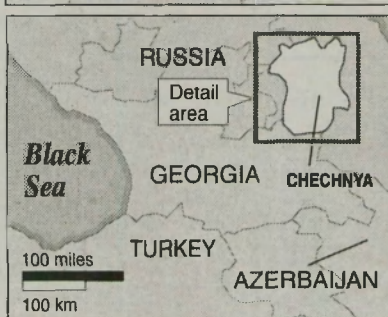 RUSSIA
Detail
area
Black
Sea
GEORGIA
CHECHNYA
TURKEY
100 miles
AZERBAIJAN
100 km